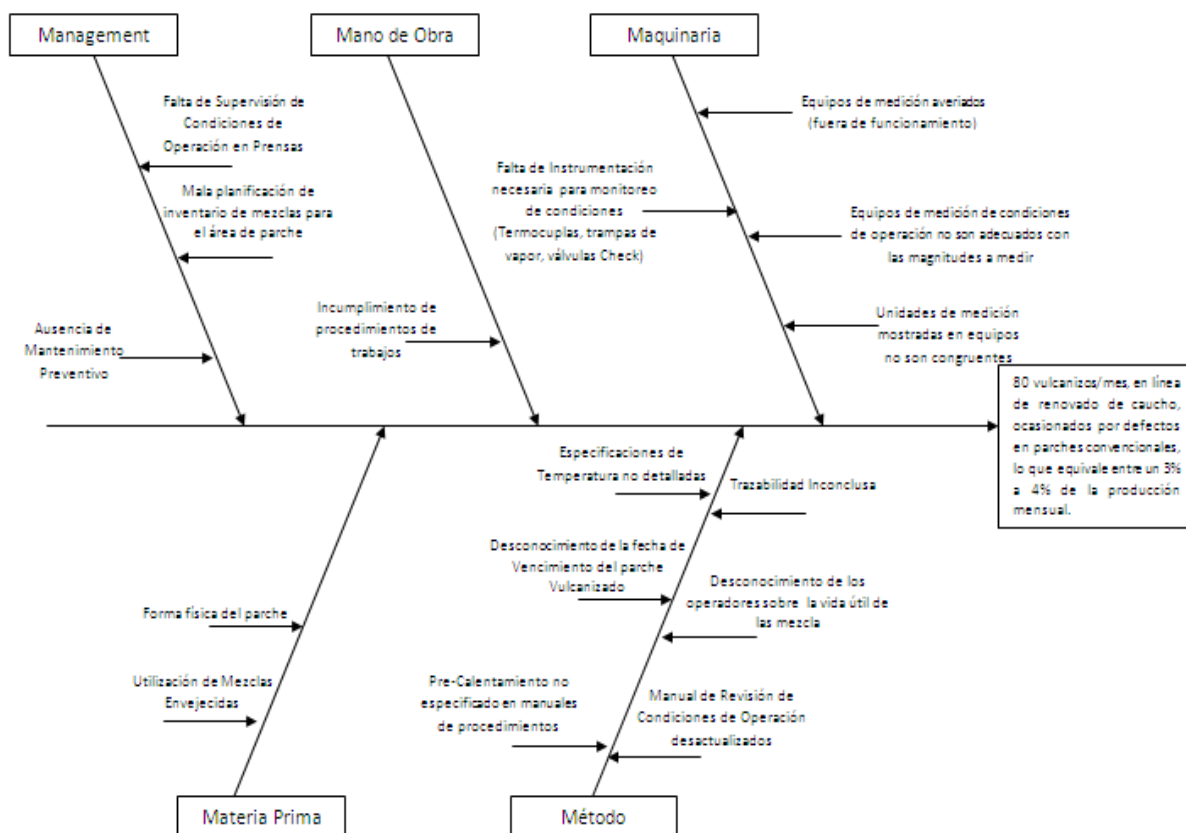 Management
Mano de Obra
Maquinaria
Falta de Supervisión de
Condiciones de
Operación en Prensas
Mala planificación de
inventario de mezclas para
el área de parche
Ausencia de
Mantenimiento
Preventivo
Incumplimiento de
procedimientos de
trabajos
Equipos de medición averiados
(fuera de funcionamiento)
Falta de Instrumentación
necesaria para monitoreo
de condiciones
(Termocuplas, trampas de
vapor, válvulas Check)
Equipos de medición de condiciones
de operación no son adecuados con
las magnitudes a medir
Unidades de medición
mostradas en equipos
no son congruentes
80 vulcanizos/mes, en línea
de renovado de caucho,
ocasionados por defectos
en parches convencionales,
lo que equivale entre un 3%
a 4% de la producción
mensual.
Especificaciones de
Temperatura no detalladas
Trazabilidad Inconclusa
Desconocimiento de la fecha de
Vencimiento del parche
Vulcanizado
Desconocimiento de los
operadores sobre la vida útil de
las mezcla
Forma física del parche
Utilización de Mezclas
Envejecidas
Pre-Calentamiento no
especificado en manuales
de procedimientos
Manual de Revisión de
Condiciones de Operación
desactualizados
Materia Prima
Método